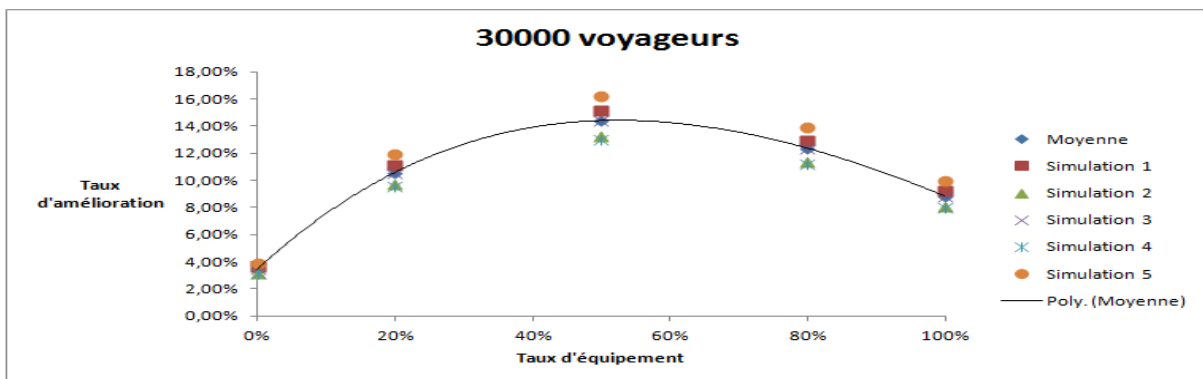 30000 voyageurs
18,00%
16,00%
14,00%
12,00%
10,00%
8,00%
6,00%
4,00%
2,00%
0,00%
Taux
d'amélioration
0%
20%
40%
60%
80%
100%
Taux d'équipement
Moyenne
Simulation 1
Simulation 2
Simulation 3
Simulation 4
Simulation 5
Poly. (Moyenne)